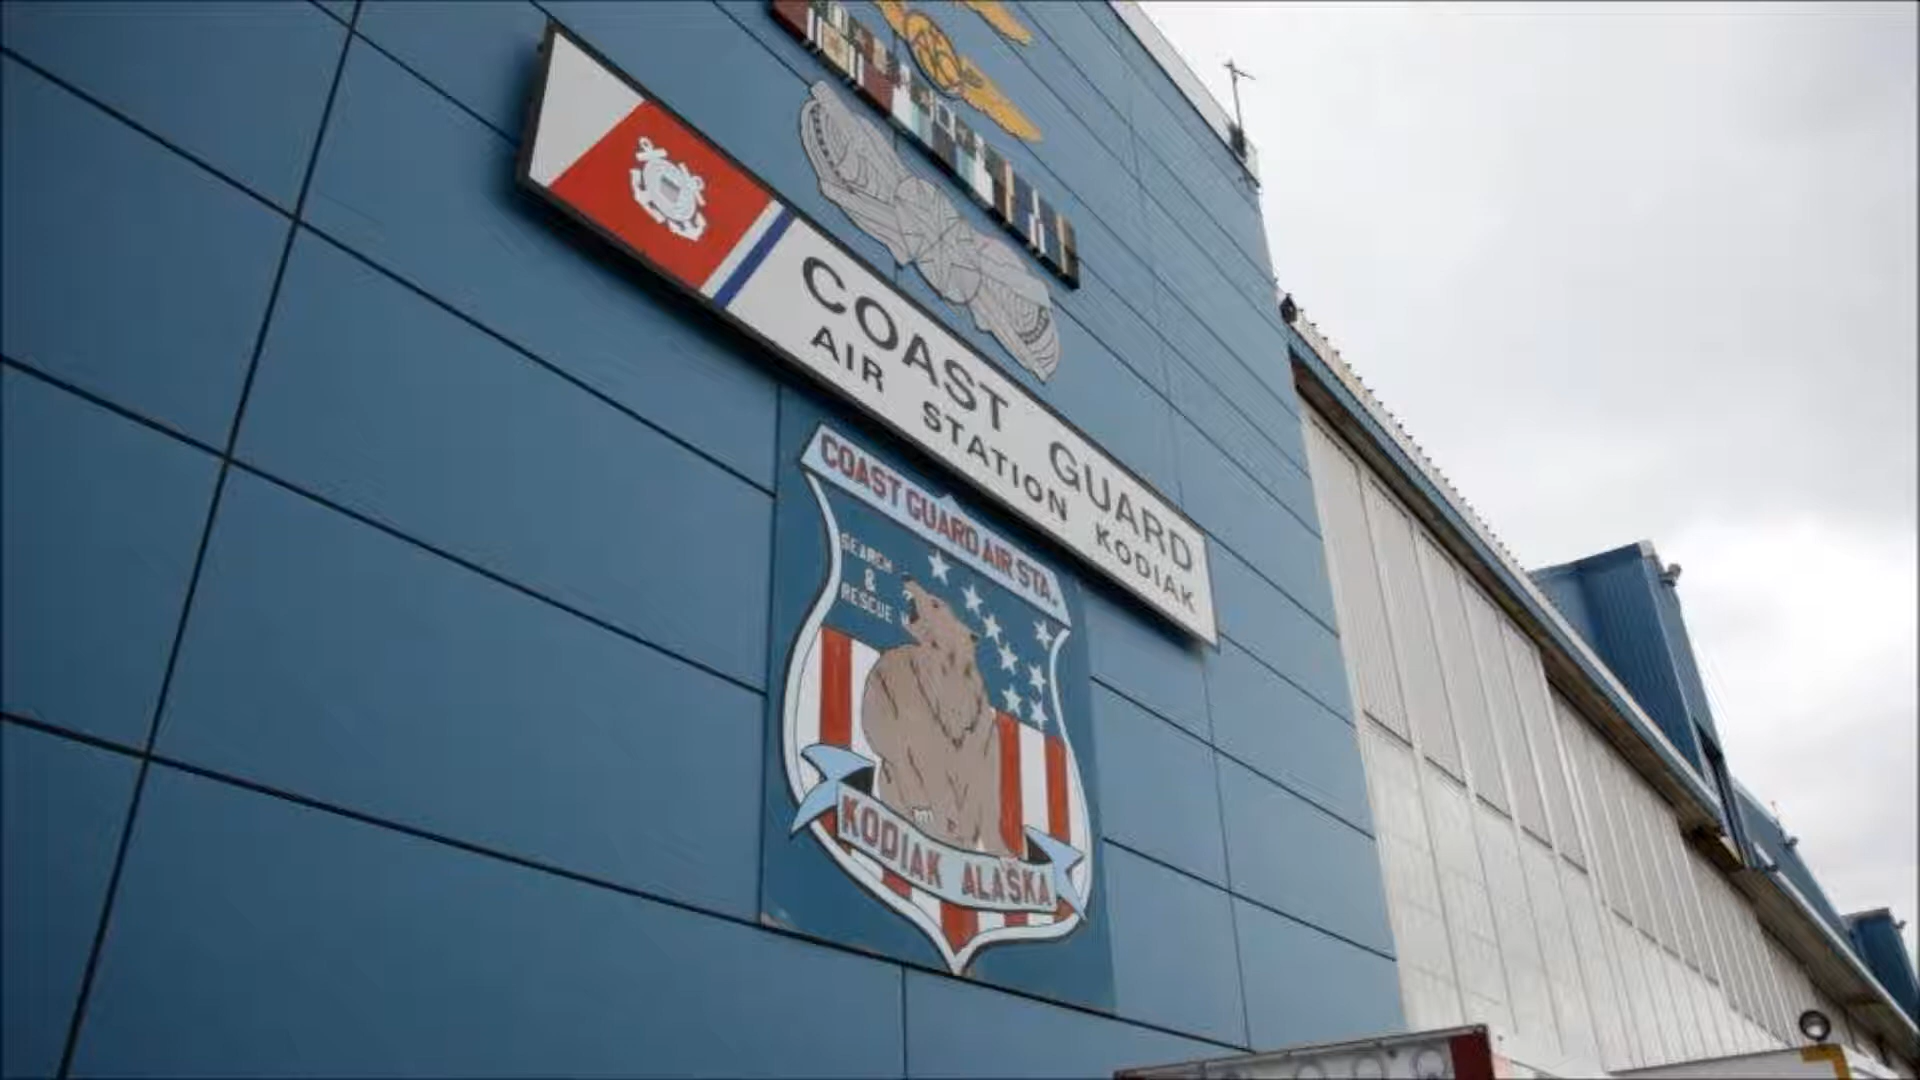 COAST GUARD
AIR STATION KODIAK
COAST GUARD AIR STA.
SEARCH
&
RESCUE
KODIAK ALASKA